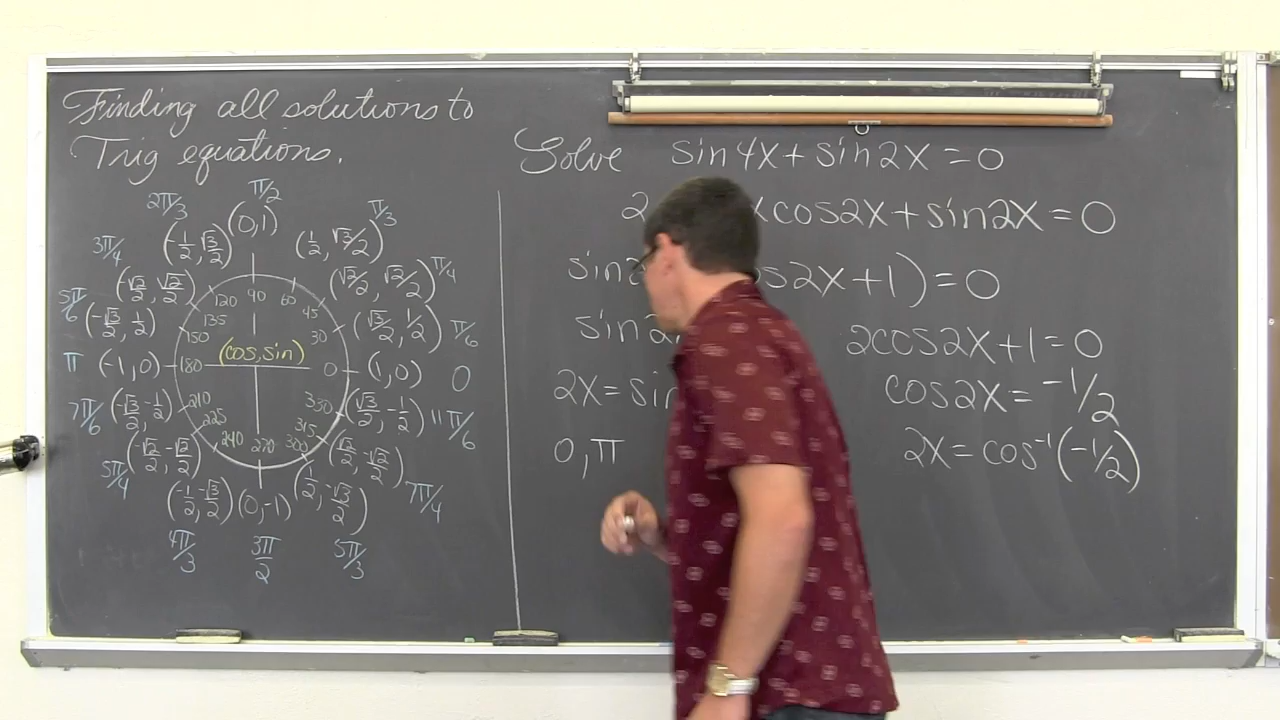 Finding all solutions to
Trig equations.
Solve sin4x+sin2x=0
2 cos2x+sin2x=0
cos2x+1)=0
2cos2x+1=0
2x=sin cos2x=-1/2
0,π 2x=cos⁻¹(-1/2)
π/2
2π/3 (0,1) π/3
3π/4 (-1/2,√3/2) (1/2,√3/2)
(-√2/2,√2/2) (√2/2,√2/2) π/4
120 90 60
135 45
5π/6 (-√3/2,1/2) 150 30 (√3/2,1/2) π/6
(cos,sin)
π (-1,0) 180 0 (1,0) 0
7π/6 (-√3/2,-1/2) 210 330 (√3/2,-1/2) 11π/6
225 315
240 270 300
5π/4 (-√2/2,-√2/2) (√2/2,-√2/2) 7π/4
(-1/2,-√3/2) (0,-1) (1/2,-√3/2)
4π/3 3π/2 5π/3